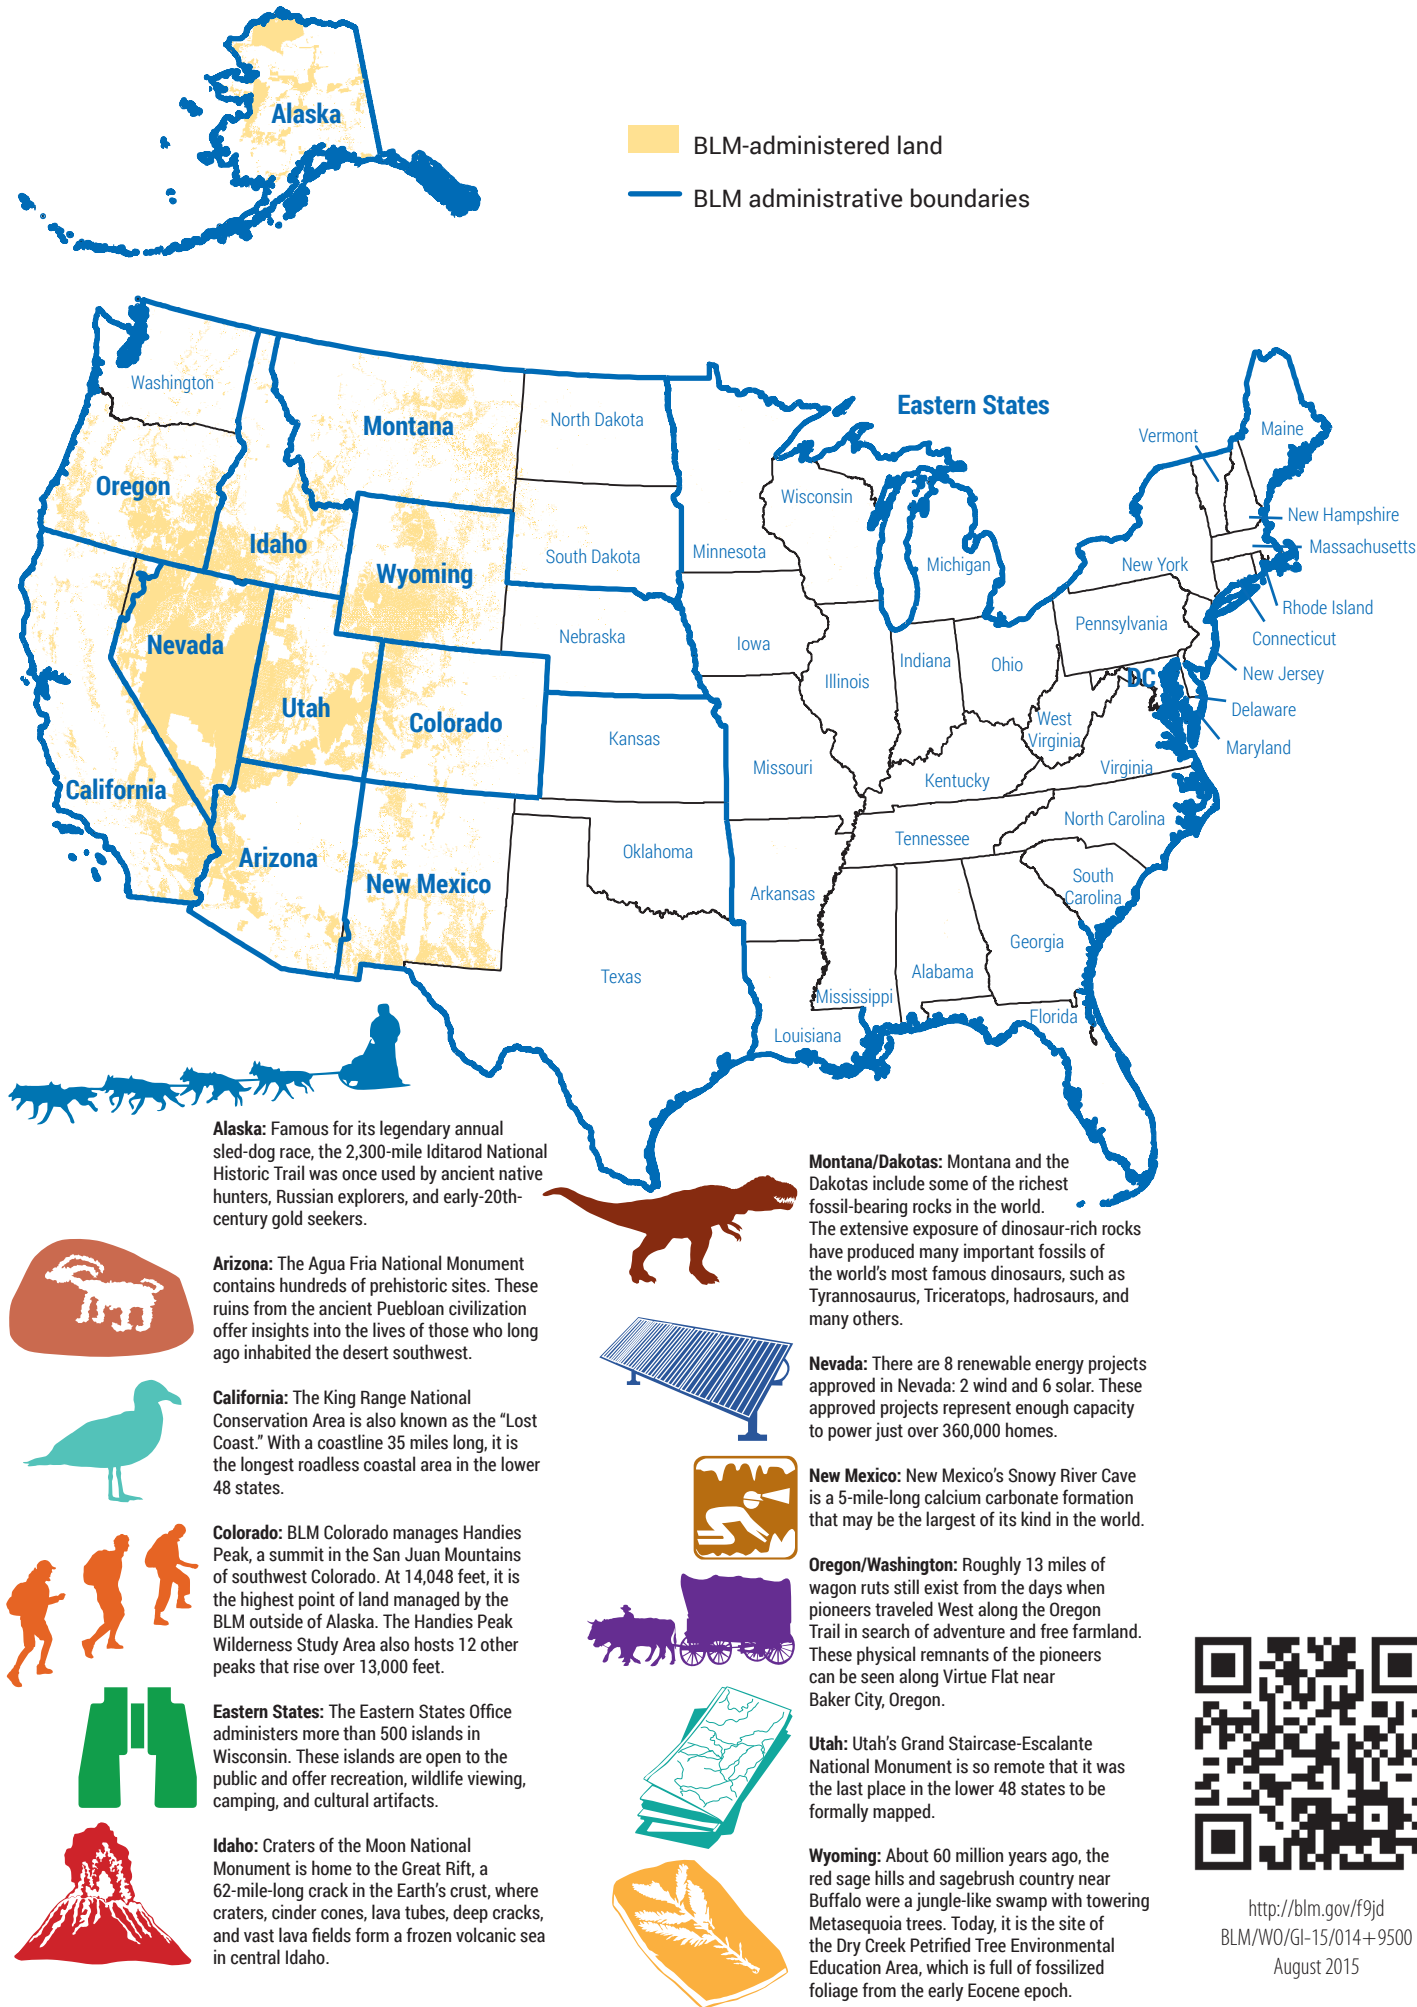 Alaska
BLM-administered land
BLM administrative boundaries
Washington
Montana
North Dakota
Eastern States
Vermont
Maine
Oregon
Wisconsin
New Hampshire
Idaho
South Dakota
Minnesota
Michigan
New York
Massachusetts
Wyoming
Rhode Island
Nevada
Nebraska
Iowa
Pennsylvania
Connecticut
Indiana
Ohio
Illinois
DC
New Jersey
Utah
Colorado
Delaware
West
Virginia
Kansas
Maryland
Missouri
Virginia
Kentucky
California
North Carolina
Tennessee
Oklahoma
Arizona
New Mexico
Arkansas
South
Carolina
Georgia
Texas
Alabama
Mississippi
Florida
Louisiana
Alaska: Famous for its legendary annual
sled-dog race, the 2,300-mile Iditarod National
Historic Trail was once used by ancient native
hunters, Russian explorers, and early-20th-
century gold seekers.
Arizona: The Agua Fria National Monument
contains hundreds of prehistoric sites. These
ruins from the ancient Puebloan civilization
offer insights into the lives of those who long
ago inhabited the desert southwest.
California: The King Range National
Conservation Area is also known as the “Lost
Coast.” With a coastline 35 miles long, it is
the longest roadless coastal area in the lower
48 states.
Colorado: BLM Colorado manages Handies
Peak, a summit in the San Juan Mountains
of southwest Colorado. At 14,048 feet, it is
the highest point of land managed by the
BLM outside of Alaska. The Handies Peak
Wilderness Study Area also hosts 12 other
peaks that rise over 13,000 feet.
Eastern States: The Eastern States Office
administers more than 500 islands in
Wisconsin. These islands are open to the
public and offer recreation, wildlife viewing,
camping, and cultural artifacts.
Idaho: Craters of the Moon National
Monument is home to the Great Rift, a
62-mile-long crack in the Earth’s crust, where
craters, cinder cones, lava tubes, deep cracks,
and vast lava fields form a frozen volcanic sea
in central Idaho.
Montana/Dakotas: Montana and the
Dakotas include some of the richest
fossil-bearing rocks in the world.
The extensive exposure of dinosaur-rich rocks
have produced many important fossils of
the world’s most famous dinosaurs, such as
Tyrannosaurus, Triceratops, hadrosaurs, and
many others.
Nevada: There are 8 renewable energy projects
approved in Nevada: 2 wind and 6 solar. These
approved projects represent enough capacity
to power just over 360,000 homes.
New Mexico: New Mexico’s Snowy River Cave
is a 5-mile-long calcium carbonate formation
that may be the largest of its kind in the world.
Oregon/Washington: Roughly 13 miles of
wagon ruts still exist from the days when
pioneers traveled West along the Oregon
Trail in search of adventure and free farmland.
These physical remnants of the pioneers
can be seen along Virtue Flat near
Baker City, Oregon.
Utah: Utah’s Grand Staircase-Escalante
National Monument is so remote that it was
the last place in the lower 48 states to be
formally mapped.
Wyoming: About 60 million years ago, the
red sage hills and sagebrush country near
Buffalo were a jungle-like swamp with towering
Metasequoia trees. Today, it is the site of
the Dry Creek Petrified Tree Environmental
Education Area, which is full of fossilized
foliage from the early Eocene epoch.
http://blm.gov/f9jd
BLM/WO/GI-15/014+9500
August 2015